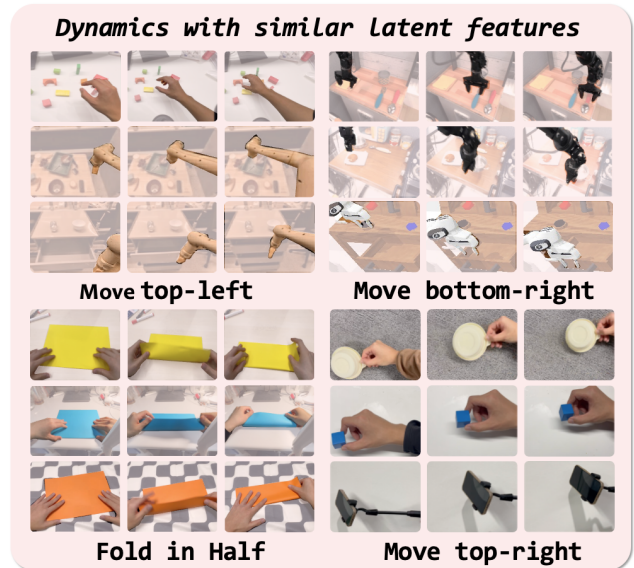 Dynamics with similar latent features
Move top-left
Move bottom-right
Fold in Half
Move top-right